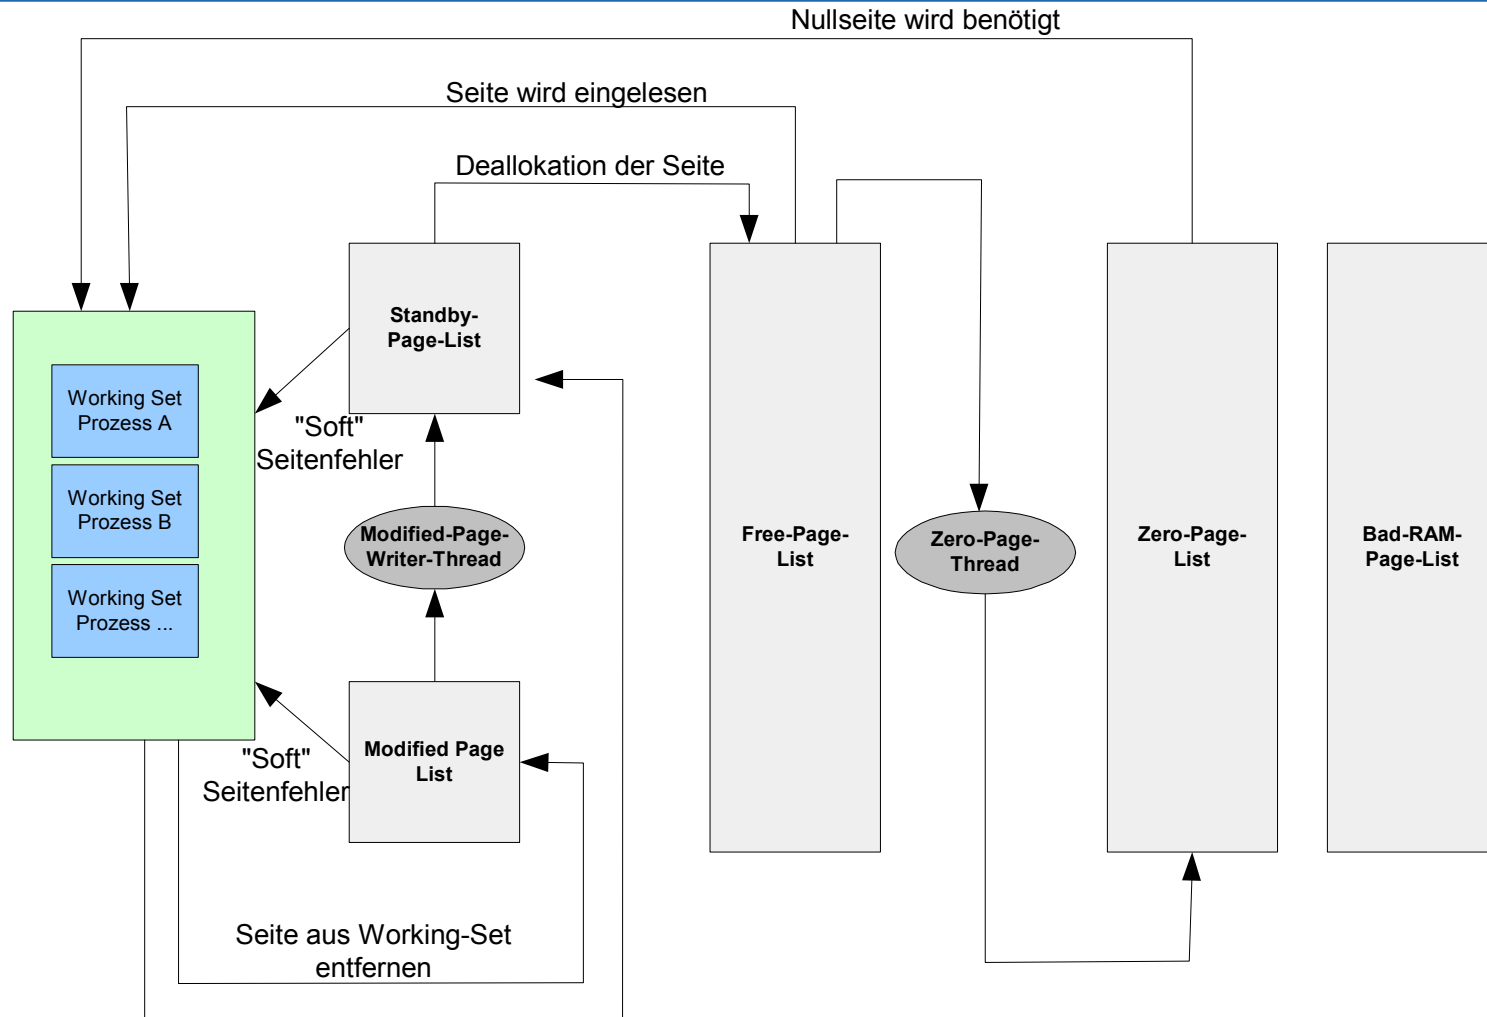 Nullseite wird benötigt
Seite wird eingelesen
Deallokation der Seite
Standby-
Page-List
Working Set
Prozess A
"Soft"
Seitenfehler
Working Set
Prozess B
Modified-Page-
Writer-Thread
Free-Page-
List
Zero-Page-
Thread
Zero-Page-
List
Bad-RAM-
Page-List
Working Set
Prozess ...
Modified Page
List
"Soft"
Seitenfehler
Seite aus Working-Set
entfernen